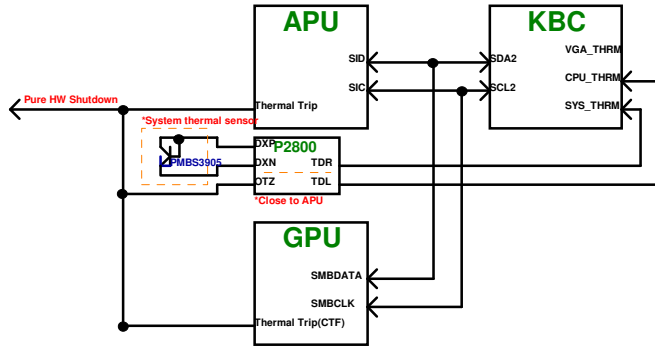 APU
KBC
SID
SDA2
VGA_THRM
CPU_THRM
SIC
SCL2
SYS_THRM
Pure HW Shutdown
Thermal Trip
*System thermal sensor
DXP
P2800
PMBS3905
DXN
TDR
OTZ
TDL
*Close to APU
GPU
SMBDATA
SMBCLK
Thermal Trip(CTF)